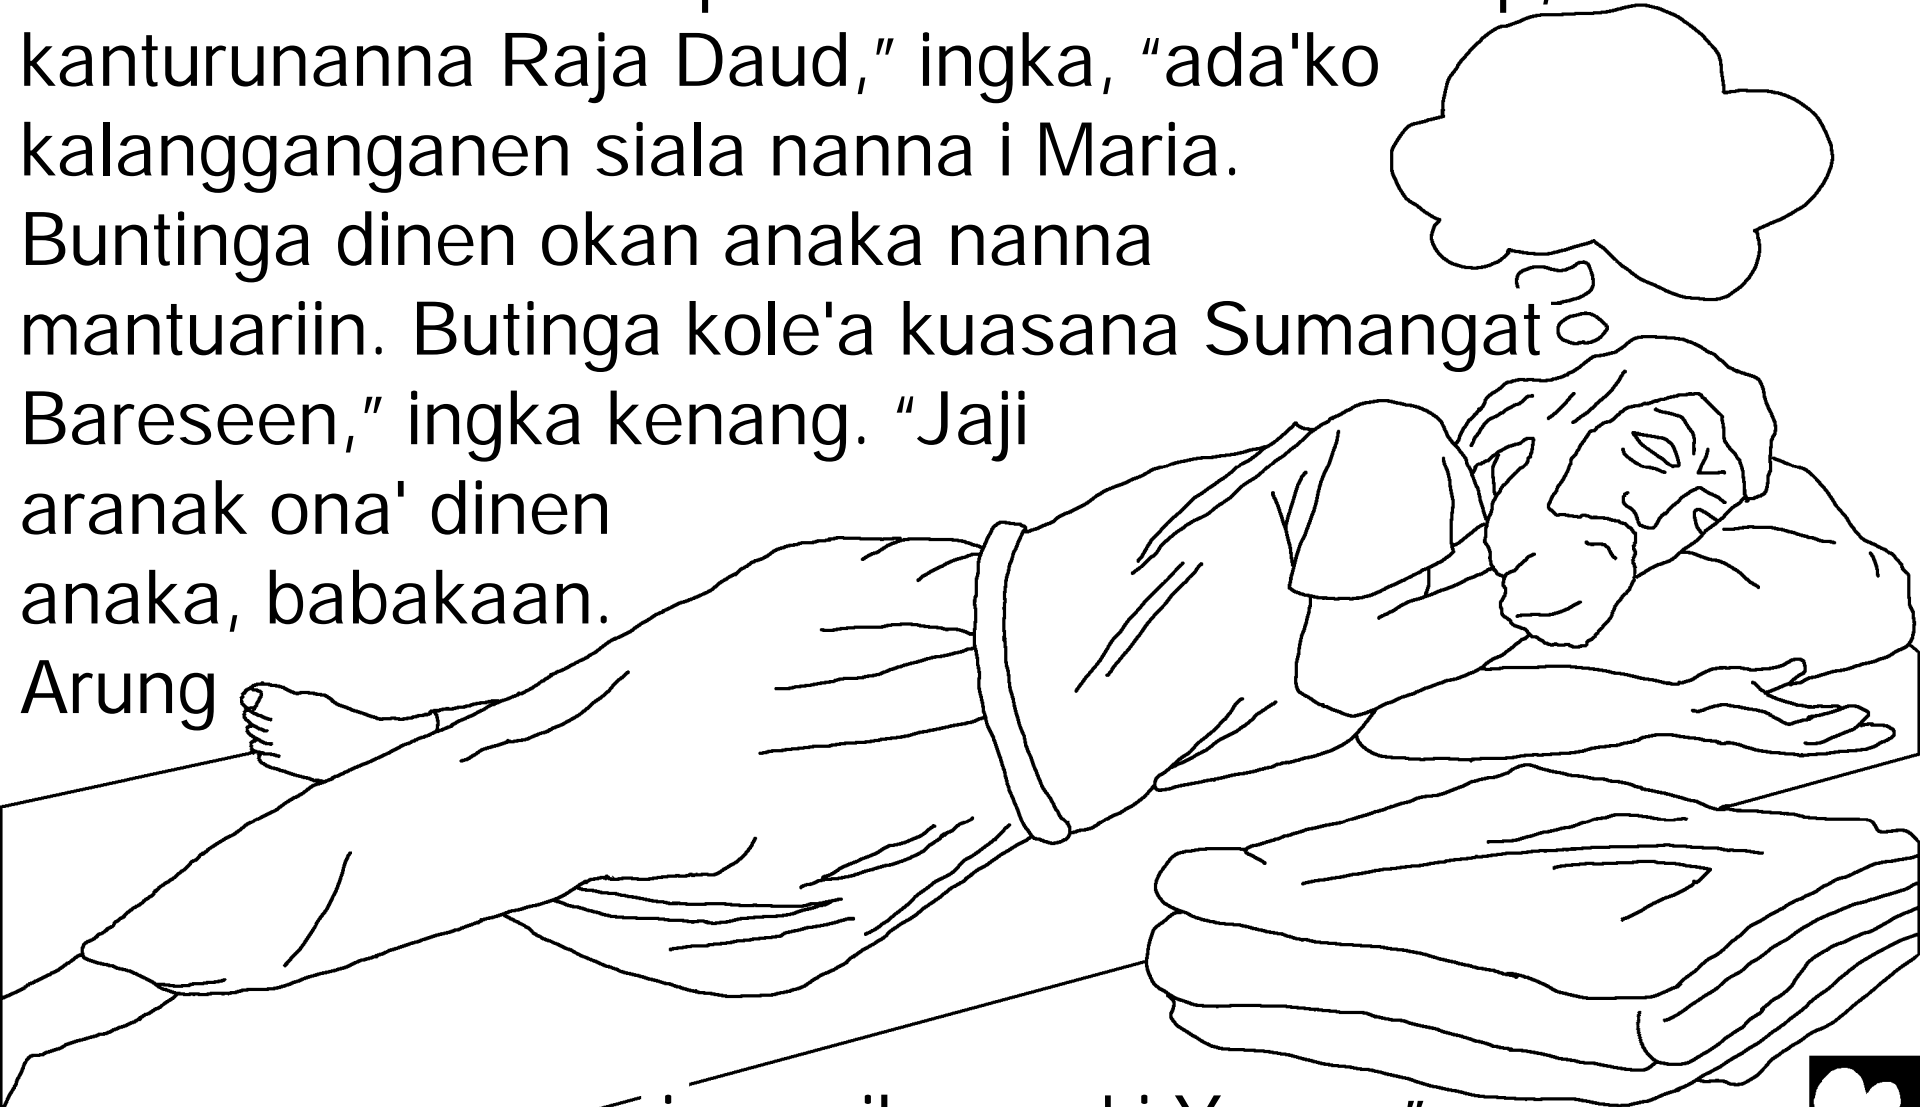 kanturunanna Raja Daud,” ingka, “ada'ko
kalangganganen siala nanna i Maria.
Buntinga dinen okan anaka nanna
mantuariin. Butinga kole'a kuasana Sumangat
Bareseen,” ingka kenang. “Jaji
aranak ona' dinen
anaka, babakaan.
Arung